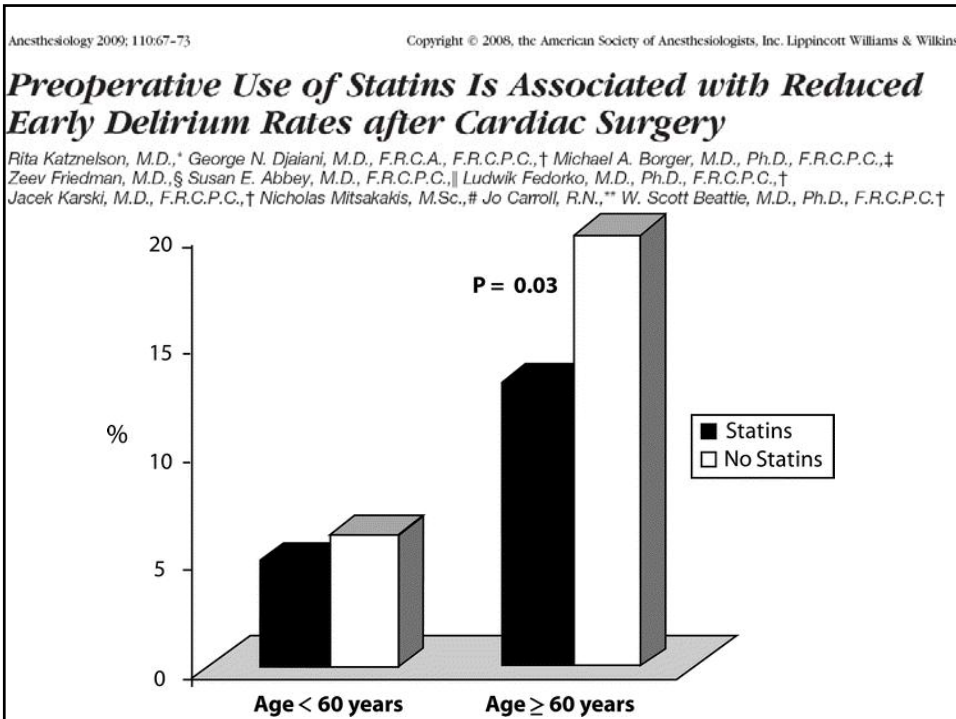 Anesthesiology 2009; 110:67–73 Copyright © 2008, the American Society of Anesthesiologists, Inc. Lippincott Williams & Wilkins
Preoperative Use of Statins Is Associated with Reduced
Early Delirium Rates after Cardiac Surgery
Rita Katznelson, M.D.,* George N. Djaiani, M.D., F.R.C.A., F.R.C.P.C.,† Michael A. Borger, M.D., Ph.D., F.R.C.P.C.,‡
Zeev Friedman, M.D.,§ Susan E. Abbey, M.D., F.R.C.P.C.,‖ Ludwik Fedorko, M.D., Ph.D., F.R.C.P.C.,†
Jacek Karski, M.D., F.R.C.P.C.,† Nicholas Mitsakakis, M.Sc.,# Jo Carroll, R.N.,** W. Scott Beattie, M.D., Ph.D., F.R.C.P.C.†
20
P = 0.03
15
%
Statins
No Statins
10
5
0
Age < 60 years Age ≥ 60 years